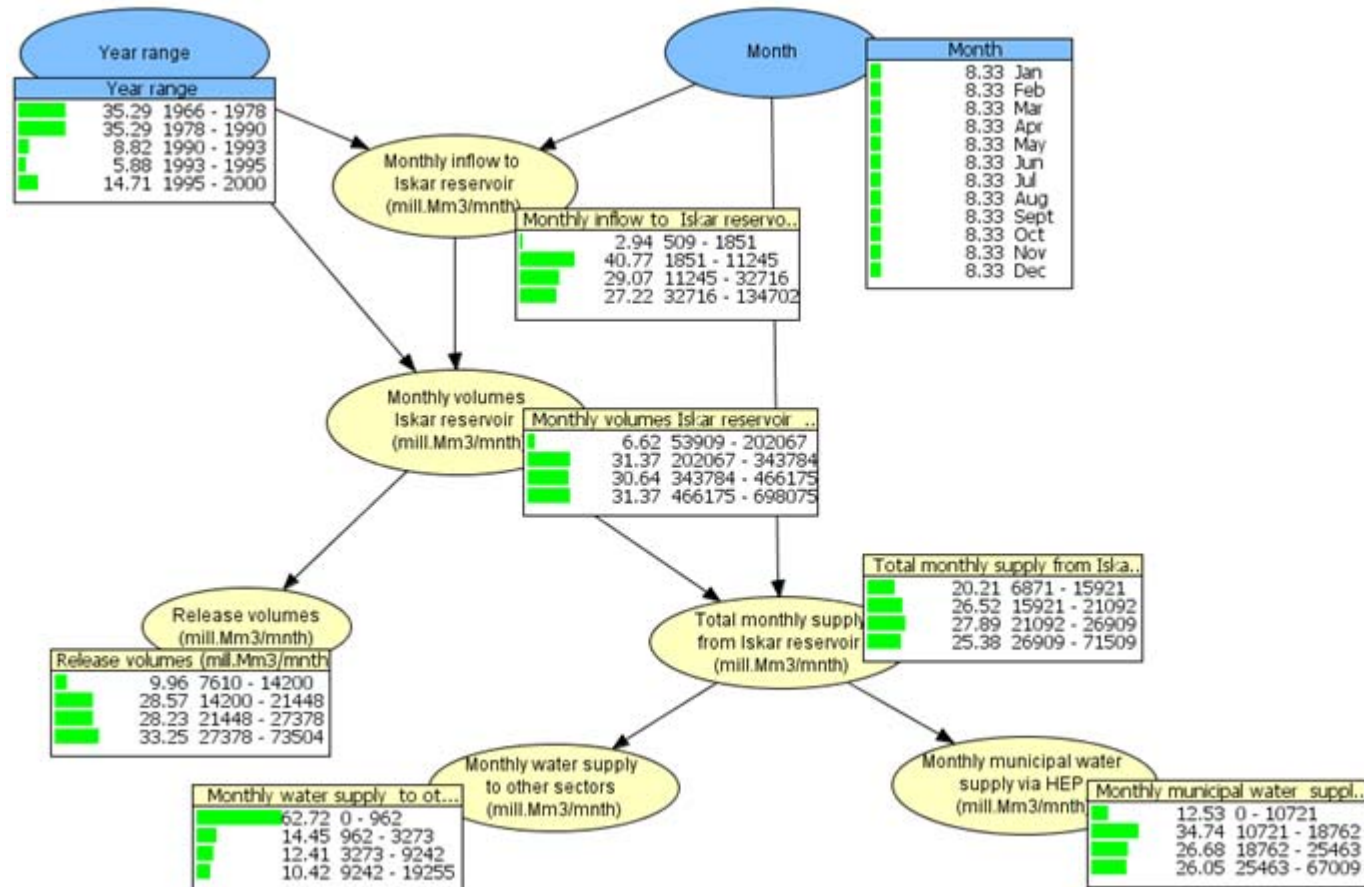 Year range
Year range
35.29 1966 - 1978
35.29 1978 - 1990
8.82 1990 - 1993
5.88 1993 - 1995
14.71 1995 - 2000
Month
Month
8.33 Jan
8.33 Feb
8.33 Mar
8.33 Apr
8.33 May
8.33 Jun
8.33 Jul
8.33 Aug
8.33 Sept
8.33 Oct
8.33 Nov
8.33 Dec
Monthly inflow to
Iskar reservoir
(mill.Mm3/mnth)
Monthly inflow to Iskar reservo..
2.94 509 - 1851
40.77 1851 - 11245
29.07 11245 - 32716
27.22 32716 - 134702
Monthly volumes
Iskar reservoir
(mill.Mm3/mnth)
Monthly volumes Iskar reservoir ...
6.62 53909 - 202067
31.37 202067 - 343784
30.64 343784 - 466175
31.37 466175 - 698075
Release volumes
(mill.Mm3/mnth)
Release volumes (mill.Mm3/mnth
9.96 7610 - 14200
28.57 14200 - 21448
28.23 21448 - 27378
33.25 27378 - 73504
Total monthly supply
from Iskar reservoir
(mill.Mm3/mnth)
Total monthly supply from Iska..
20.21 6871 - 15921
26.52 15921 - 21092
27.89 21092 - 26909
25.38 26909 - 71509
Monthly water supply
to other sectors
(mill.Mm3/mnth)
Monthly water supply to ot...
62.72 0 - 962
14.45 962 - 3273
12.41 3273 - 9242
10.42 9242 - 19255
Monthly municipal water
supply via HEP
(mill.Mm3/mnth
Monthly municipal water suppl..
12.53 0 - 10721
34.74 10721 - 18762
26.68 18762 - 25463
26.05 25463 - 67009